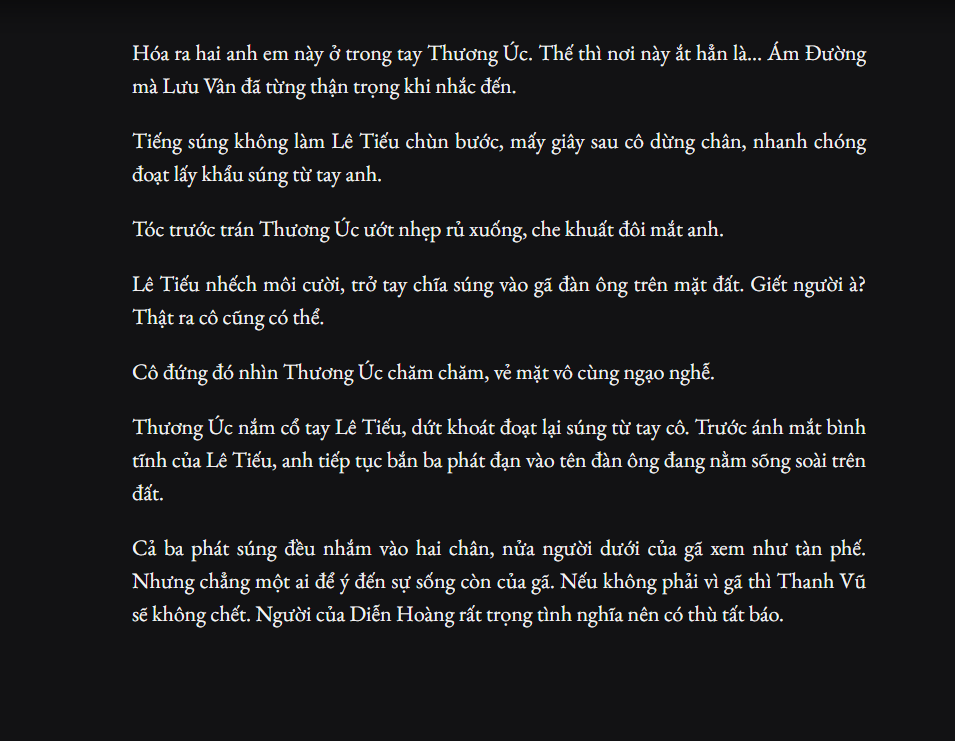 Hóa ra hai anh em này ở trong tay Thương Úc. Thế thì nơi này ắt hẳn là... Ám Đường
mà Lưu Vân đã từng thận trọng khi nhắc đến.
Tiếng súng không làm Lê Tiếu chùn bước, mấy giây sau cô dừng chân, nhanh chóng
đoạt lấy khẩu súng từ tay anh.
Tóc trước trán Thương Úc ướt nhẹp rủ xuống, che khuất đôi mắt anh.
Lê Tiếu nhếch môi cười, trở tay chĩa súng vào gã đàn ông trên mặt đất. Giết người à?
Thật ra cô cũng có thể.
Cô đứng đó nhìn Thương Úc chăm chăm, vẻ mặt vô cùng ngạo nghễ.
Thương Úc nắm cổ tay Lê Tiếu, dứt khoát đoạt lại súng từ tay cô. Trước ánh mắt bình
tĩnh của Lê Tiếu, anh tiếp tục bắn ba phát đạn vào tên đàn ông đang nằm sõng soài trên
đất.
Cả ba phát súng đều nhắm vào hai chân, nửa người dưới của gã xem như tàn phế.
Nhưng chẳng một ai để ý đến sự sống còn của gã. Nếu không phải vì gã thì Thanh Vũ
sẽ không chết. Người của Diễn Hoàng rất trọng tình nghĩa nên có thù tất báo.